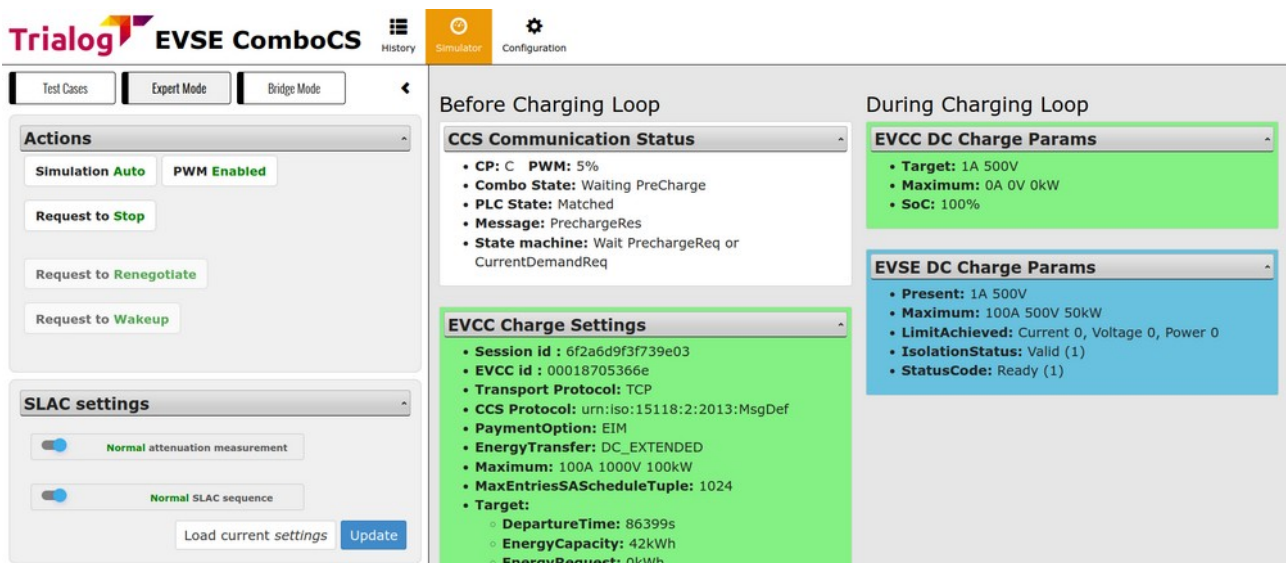 Trialog EVSE ComboCS
History
Simulator
Configuration
Test Cases
Expert Mode
Bridge Mode
Actions
Simulation Auto
PWM Enabled
Request to Stop
Request to Renegotiate
Request to Wakeup
SLAC settings
Normal attenuation measurement
Normal SLAC sequence
Load current settings
Update
Before Charging Loop
CCS Communication Status
• CP: C PWM: 5%
• Combo State: Waiting PreCharge
• PLC State: Matched
• Message: PrechargeRes
• State machine: Wait PrechargeReq or
CurrentDemandReq
EVCC Charge Settings
• Session id : 6f2a6d9f3f739e03
• EVCC id : 00018705366e
• Transport Protocol: TCP
• CCS Protocol: urn:iso:15118:2:2013:MsgDef
• PaymentOption: EIM
• EnergyTransfer: DC_EXTENDED
• Maximum: 100A 1000V 100kW
• MaxEntriesSAScheduleTuple: 1024
• Target:
◦ DepartureTime: 86399s
◦ EnergyCapacity: 42kWh
◦ EnergyRequest: 0kWh
During Charging Loop
EVCC DC Charge Params
• Target: 1A 500V
• Maximum: 0A 0V 0kW
• SoC: 100%
EVSE DC Charge Params
• Present: 1A 500V
• Maximum: 100A 500V 50kW
• LimitAchieved: Current 0, Voltage 0, Power 0
• IsolationStatus: Valid (1)
• StatusCode: Ready (1)